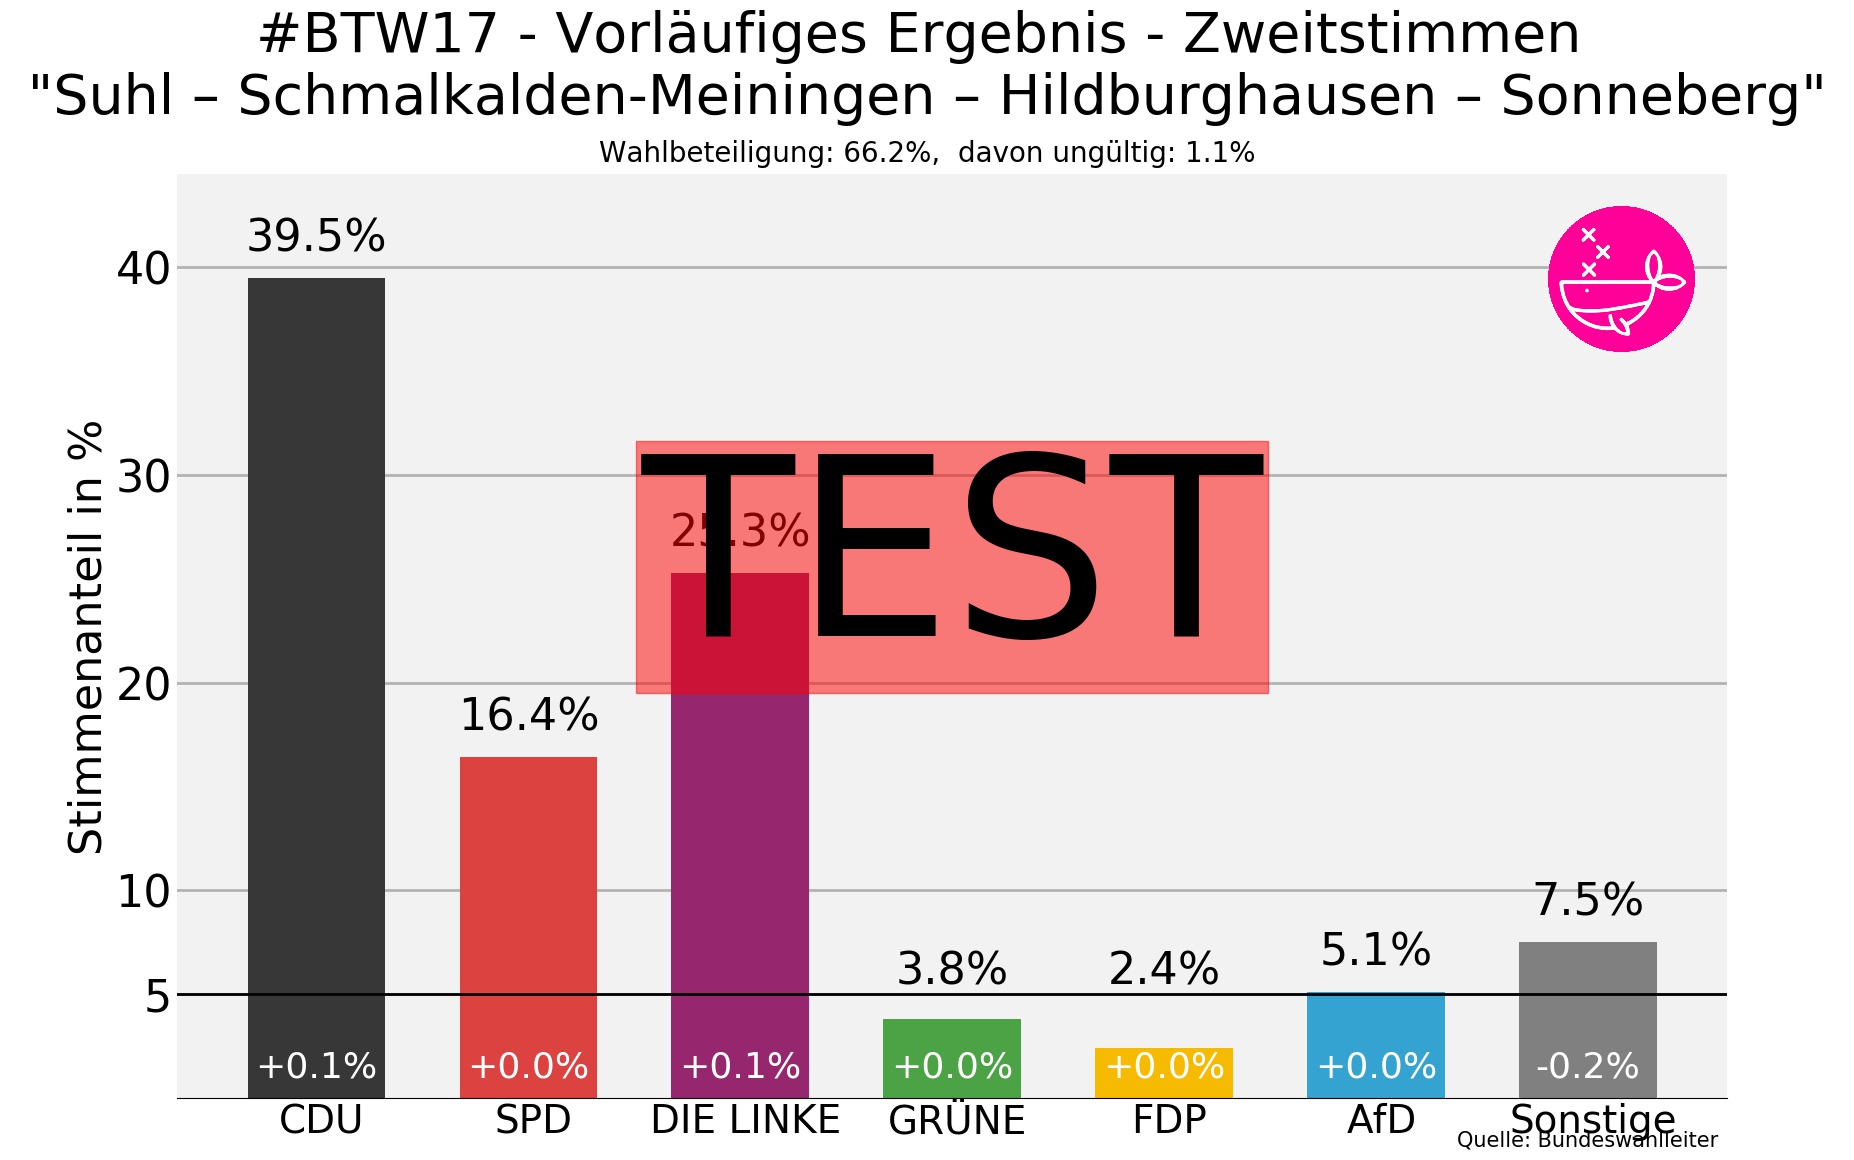 #BTW17 - Vorläufiges Ergebnis - Zweitstimmen
"Suhl – Schmalkalden-Meiningen – Hildburghausen – Sonneberg"
Wahlbeteiligung: 66.2%,  davon ungültig: 1.1%
Stimmenanteil in %
40
30
20
10
5
39.5%
16.4%
25.3%
3.8%
2.4%
5.1%
7.5%
TEST
+0.1%
+0.0%
+0.1%
+0.0%
+0.0%
+0.0%
-0.2%
CDU
SPD
DIE LINKE
GRÜNE
FDP
AfD
Sonstige
Quelle: Bundeswahlleiter